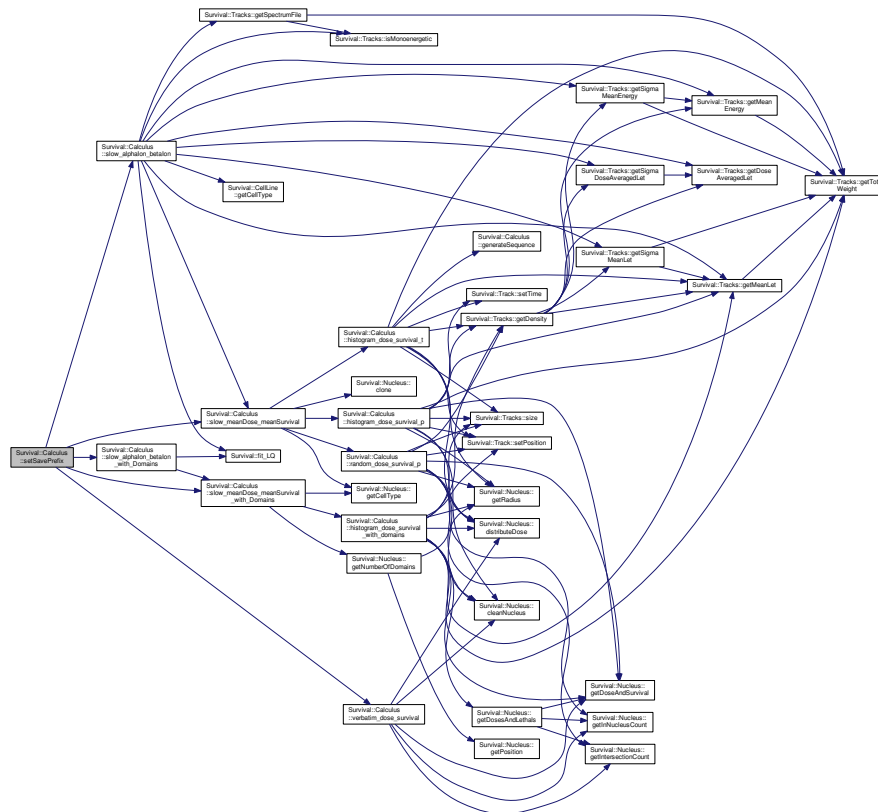 Survival::Tracks::getSpectrumFile
Survival::Tracks::isMonoenergetic
Survival::Tracks::getSigma
MeanEnergy
Survival::Tracks::getMean
Energy
Survival::Calculus
::slow_alphaIon_betaIon
Survival::CellLine
::getCellType
Survival::Tracks::getSigma
DoseAveragedLet
Survival::Tracks::getDose
AveragedLet
Survival::Tracks::getTotal
Weight
Survival::Calculus
::generateSequence
Survival::Tracks::getSigma
MeanLet
Survival::Tracks::getMeanLet
Survival::Track::setTime
Survival::Tracks::getDensity
Survival::Calculus
::histogram_dose_survival_t
Survival::Nucleus::
clone
Survival::Calculus
::slow_meanDose_meanSurvival
Survival::Calculus
::histogram_dose_survival_p
Survival::Tracks::size
Survival::Track::setPosition
Survival::Calculus
::setSavePrefix
Survival::Calculus
::slow_alphaIon_betaIon
_with_Domains
Survival::fit_LQ
Survival::Calculus
::random_dose_survival_p
Survival::Calculus
::slow_meanDose_meanSurvival
_with_Domains
Survival::Nucleus::
getCellType
Survival::Nucleus::
getRadius
Survival::Calculus
::histogram_dose_survival
_with_domains
Survival::Nucleus::
distributeDose
Survival::Nucleus::
getNumberOfDomains
Survival::Nucleus::
cleanNucleus
Survival::Nucleus::
getDoseAndSurvival
Survival::Calculus
::verbatim_dose_survival
Survival::Nucleus::
getDosesAndLethals
Survival::Nucleus::
getInNucleusCount
Survival::Nucleus::
getPosition
Survival::Nucleus::
getIntersectionCount